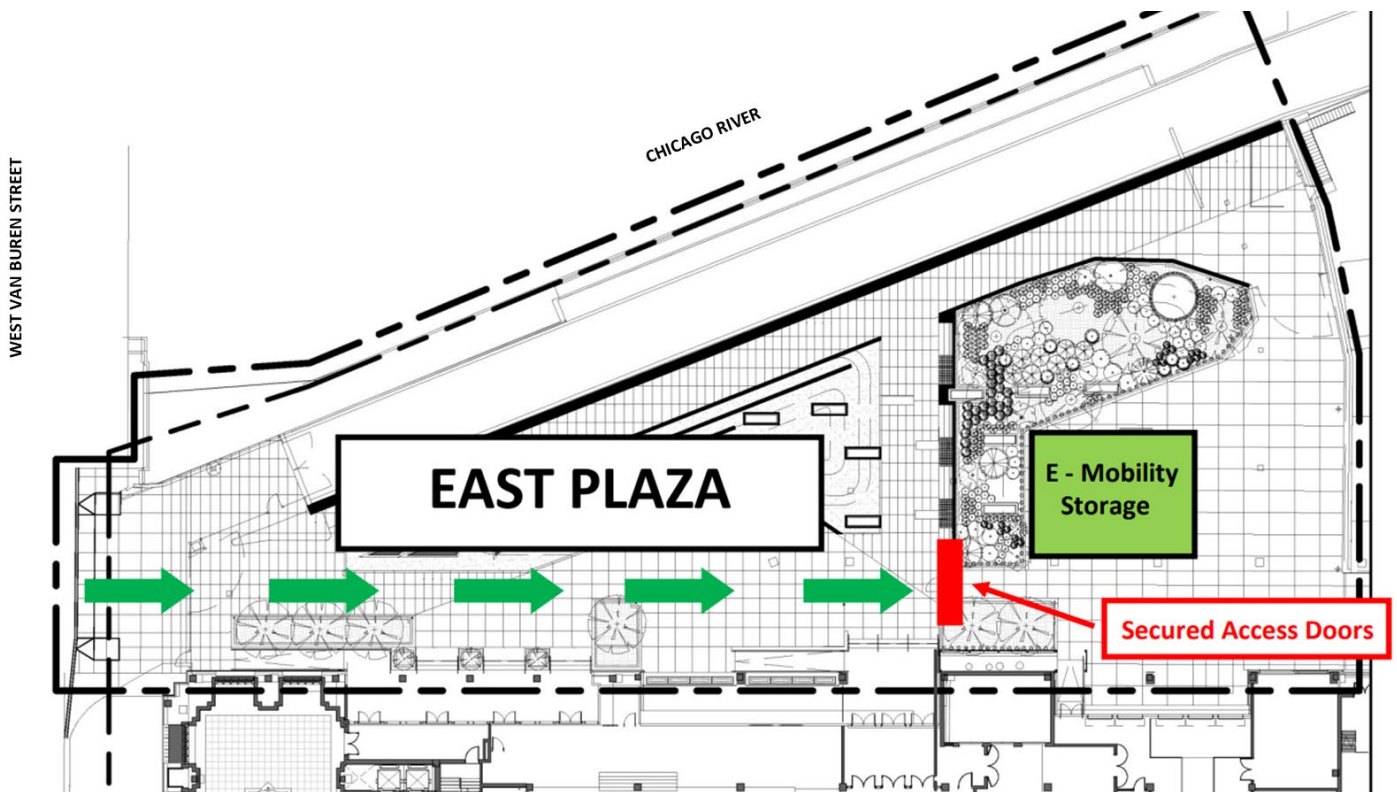 WEST VAN BUREN STREET
CHICAGO RIVER
EAST PLAZA
E - Mobility
Storage
Secured Access Doors